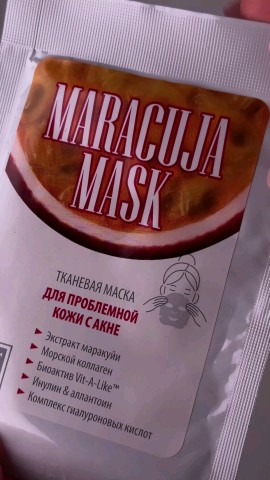 MARACUJA
MASK
ТКАНЕВАЯ МАСКА
ДЛЯ ПРОБЛЕМНОЙ
КОЖИ С АКНЕ
Экстракт маракуйи
Морской коллаген
Биоактив Vit-A-Like™
Инулин & аллантоин
Комплекс гиалуроновых кислот